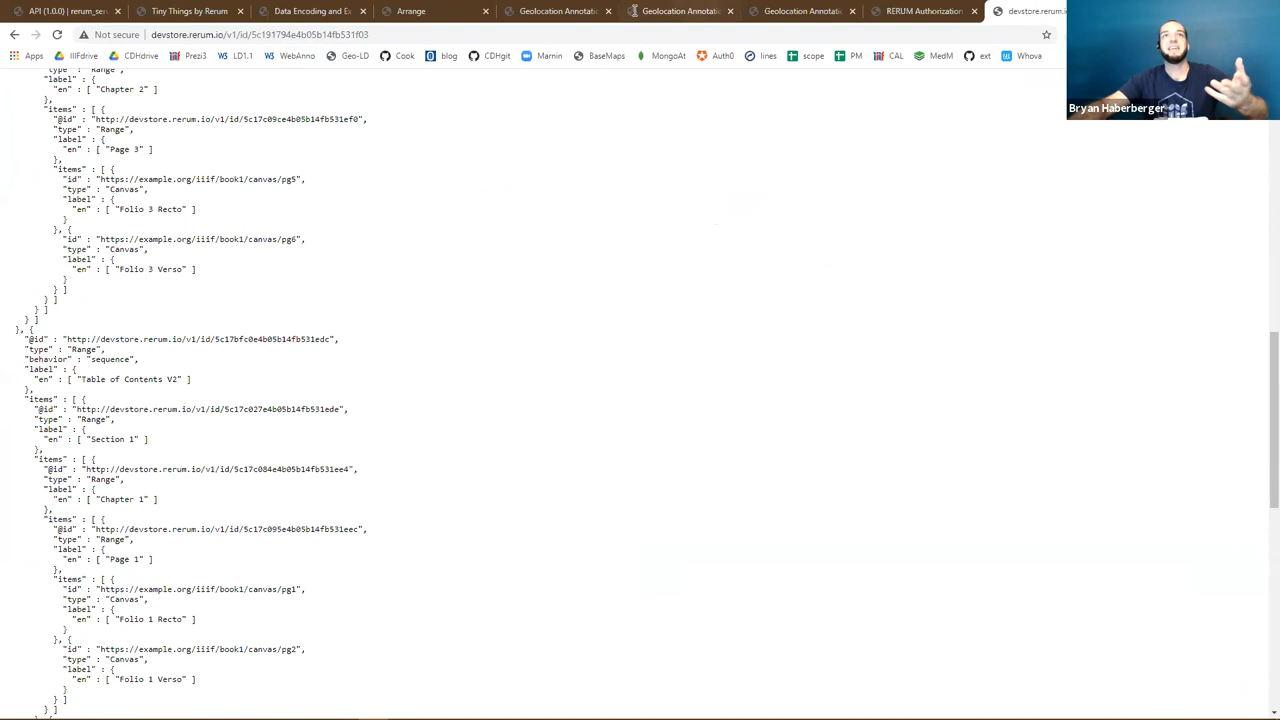 API (1.0.0) | rerum_serv
Tiny Things by Rerum
Data Encoding and Ex
Arrange
Geolocation Annotatio
Geolocation Annotatio
Geolocation Annotatio
RERUM Authorization
devstore.rerum.i
Not secure | devstore.rerum.io/v1/id/5c191794e4b05b14fb531f03
Apps IIIFdrive CDHdrive Prezi3 LD1.1 WebAnno Geo-LD Cook blog CDHgit Marnin BaseMaps MongoAt Auth0 lines scope PM CAL MedM ext Whova
Bryan Haberberger
"type" : "Range",
"label" : {
"en" : [ "Chapter 2" ]
},
"items" : [ {
"@id" : "http://devstore.rerum.io/v1/id/5c17c09ce4b05b14fb531ef0",
"type" : "Range",
"label" : {
"en" : [ "Page 3" ]
},
"items" : [ {
"id" : "https://example.org/iiif/book1/canvas/pg5",
"type" : "Canvas",
"label" : {
"en" : [ "Folio 3 Recto" ]
}
}, {
"id" : "https://example.org/iiif/book1/canvas/pg6",
"type" : "Canvas",
"label" : {
"en" : [ "Folio 3 Verso" ]
}
} ]
} ]
} ]
} ]
}, {
"@id" : "http://devstore.rerum.io/v1/id/5c17bfc0e4b05b14fb531edc",
"type" : "Range",
"behavior" : "sequence",
"label" : {
"en" : [ "Table of Contents V2" ]
},
"items" : [ {
"@id" : "http://devstore.rerum.io/v1/id/5c17c027e4b05b14fb531ede",
"type" : "Range",
"label" : {
"en" : [ "Section 1" ]
},
"items" : [ {
"@id" : "http://devstore.rerum.io/v1/id/5c17c084e4b05b14fb531ee4",
"type" : "Range",
"label" : {
"en" : [ "Chapter 1" ]
},
"items" : [ {
"@id" : "http://devstore.rerum.io/v1/id/5c17c095e4b05b14fb531eec",
"type" : "Range",
"label" : {
"en" : [ "Page 1" ]
},
"items" : [ {
"id" : "https://example.org/iiif/book1/canvas/pg1",
"type" : "Canvas",
"label" : {
"en" : [ "Folio 1 Recto" ]
}
}, {
"id" : "https://example.org/iiif/book1/canvas/pg2",
"type" : "Canvas",
"label" : {
"en" : [ "Folio 1 Verso" ]
}
} ]
} ]